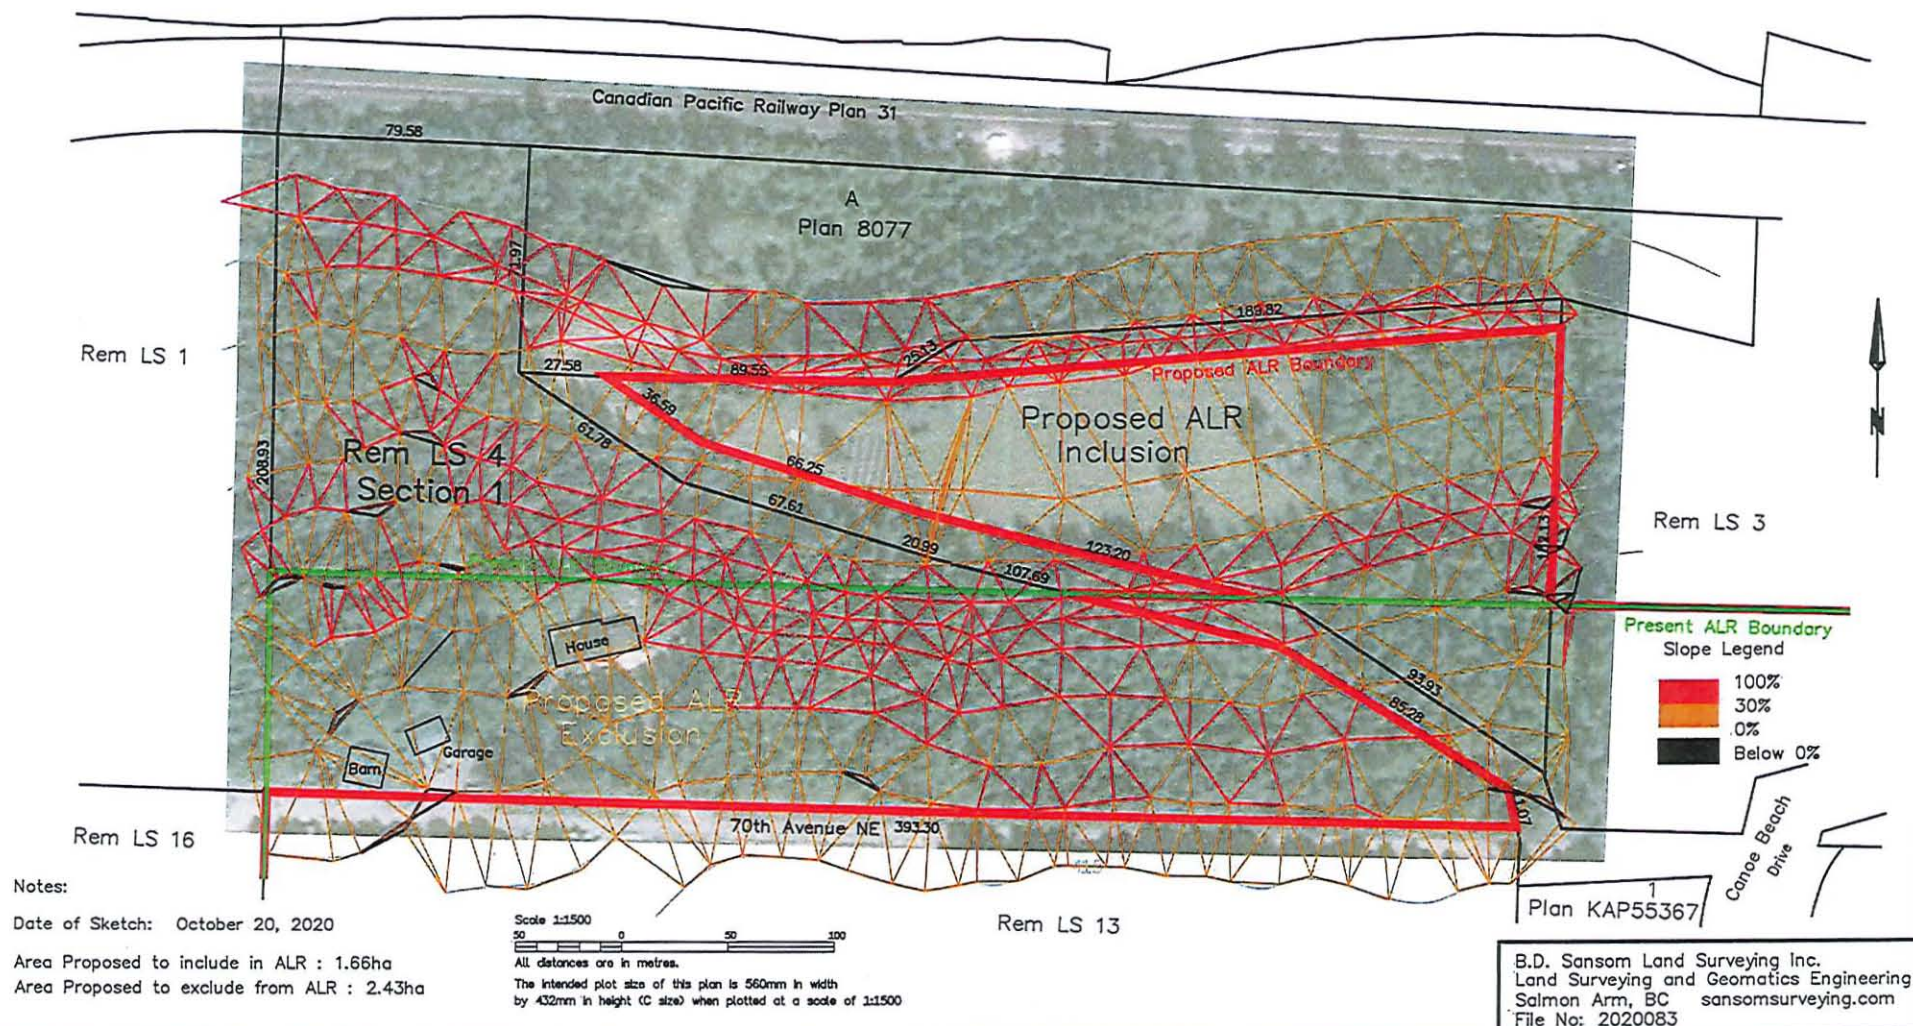 Canadian Pacific Railway Plan 31
79.58
A
Plan 8077
71.97
189.82
25.13
Rem LS 1
27.58
89.55
Proposed ALR Boundary
36.59
61.78
Proposed ALR
Inclusion
Rem LS 4
Section 1
208.93
66.25
67.61
20.99
123.20
107.69
Rem LS 3
N
House
Present ALR Boundary
Slope Legend
100%
30%
0%
Below 0%
93.93
85.28
Proposed ALR
Exclusion
Garage
Barn
70th Avenue NE 393.30
Rem LS 16
Canoe Beach
Drive
1
Plan KAP55367
Rem LS 13
Notes:
Date of Sketch: October 20, 2020
Area Proposed to include in ALR : 1.66ha
Area Proposed to exclude from ALR : 2.43ha
Scale 1:1500
50 0 50 100
All distances are in metres.
The intended plot size of this plan is 560mm in width
by 432mm in height (C size) when plotted at a scale of 1:1500
B.D. Sansom Land Surveying Inc.
Land Surveying and Geomatics Engineering
Salmon Arm, BC sansomsurveying.com
File No: 2020083